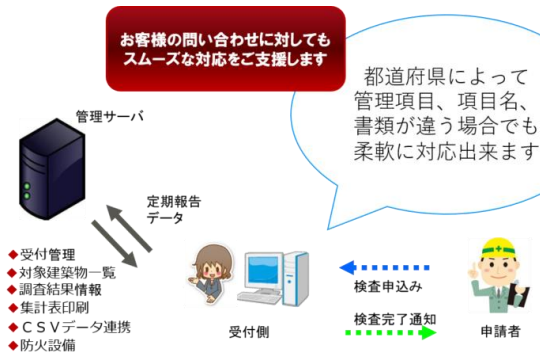 お客様の問い合わせに対しても
スムーズな対応をご支援します
都道府県によって
管理項目、項目名、
書類が違う場合でも
柔軟に対応出来ます
管理サーバ
定期報告
データ
◆受付管理
◆対象建築物一覧
◆調査結果情報
◆集計表印刷
◆ＣＳＶデータ連携
◆防火設備
受付側
検査申込み
検査完了通知
申請者